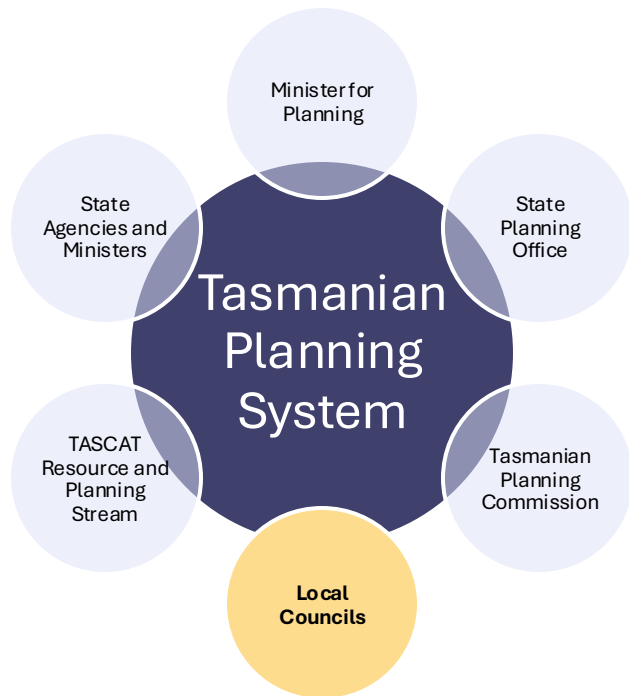 Minister for
Planning
State
Agencies and
Ministers
State
Planning
Office
Tasmanian
Planning
System
TASCAT
Resource and
Planning
Stream
Tasmanian
Planning
Commission
Local
Councils